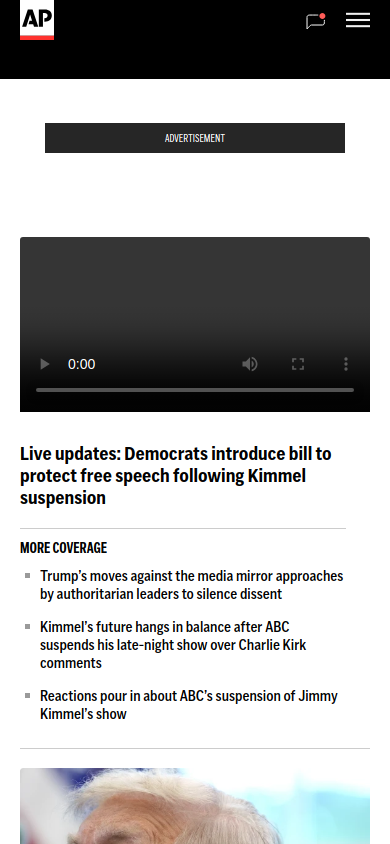 AP
ADVERTISEMENT
0:00
Live updates: Democrats introduce bill to
protect free speech following Kimmel
suspension
MORE COVERAGE
Trump’s moves against the media mirror approaches
by authoritarian leaders to silence dissent
Kimmel’s future hangs in balance after ABC
suspends his late-night show over Charlie Kirk
comments
Reactions pour in about ABC’s suspension of Jimmy
Kimmel’s show